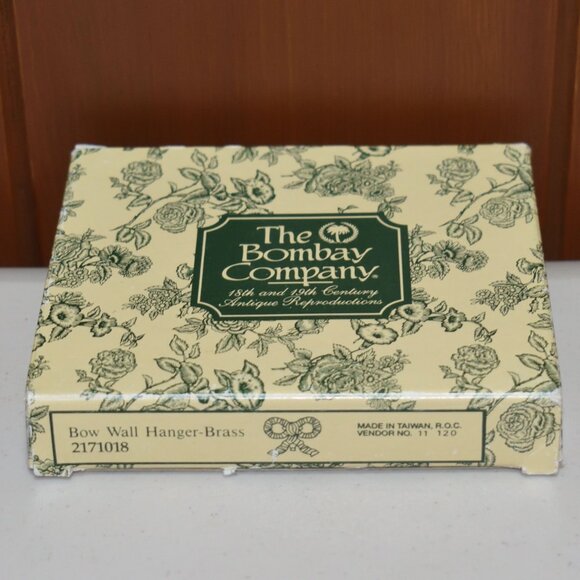 The
Bombay
Company®
18th and 19th Century
Antique Reproductions
Bow Wall Hanger-Brass
2171018
MADE IN TAIWAN, R.O.C.
VENDOR NO. 11 120